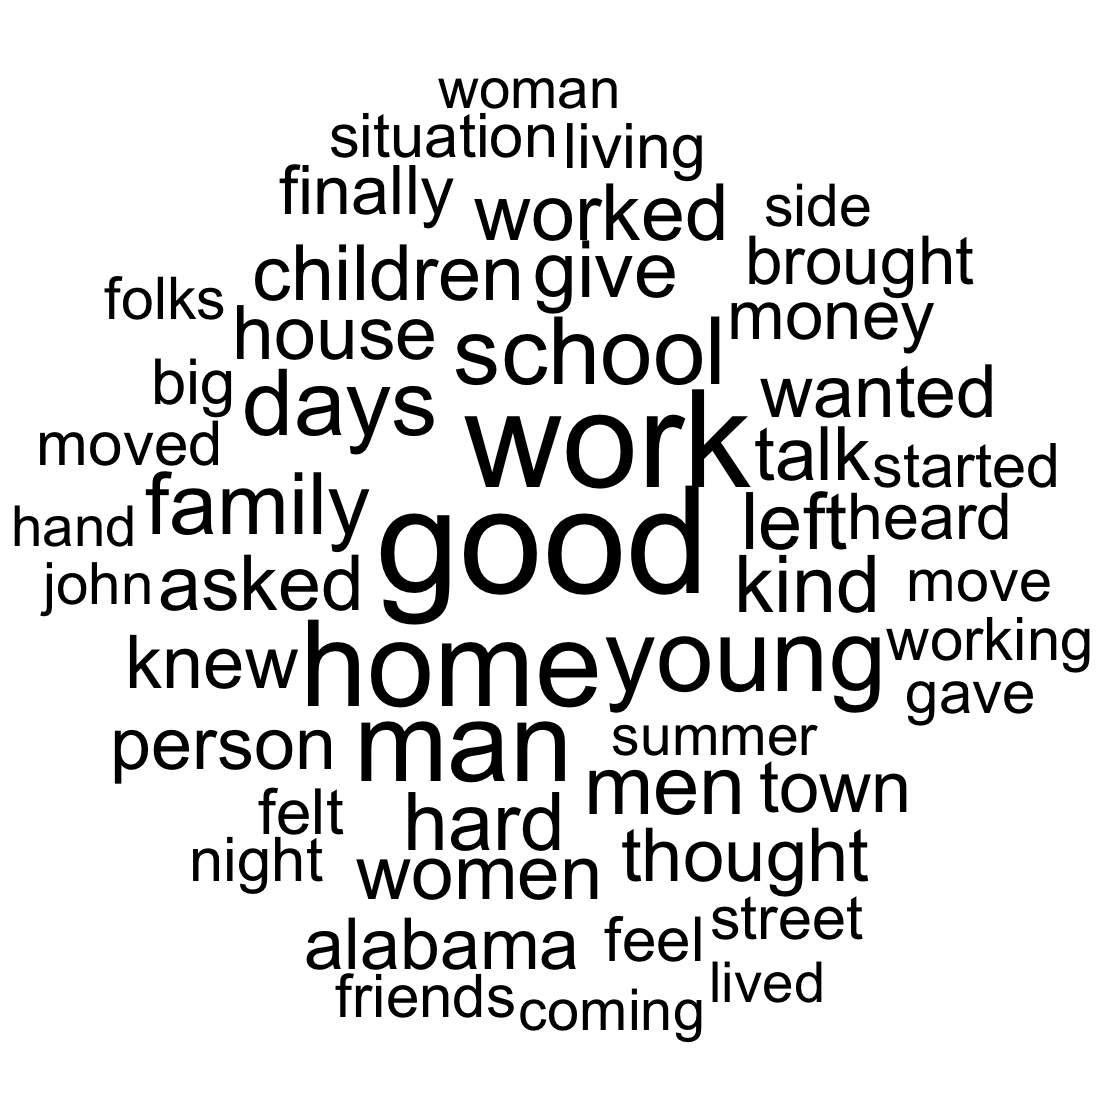 woman
situation living
finally worked side
children give brought
folks house school money
big days work wanted
moved talk started
family good left heard
hand
john asked kind move
knew home young working
gave
person man summer
men town
felt hard
night women thought
alabama feel street
friends coming lived